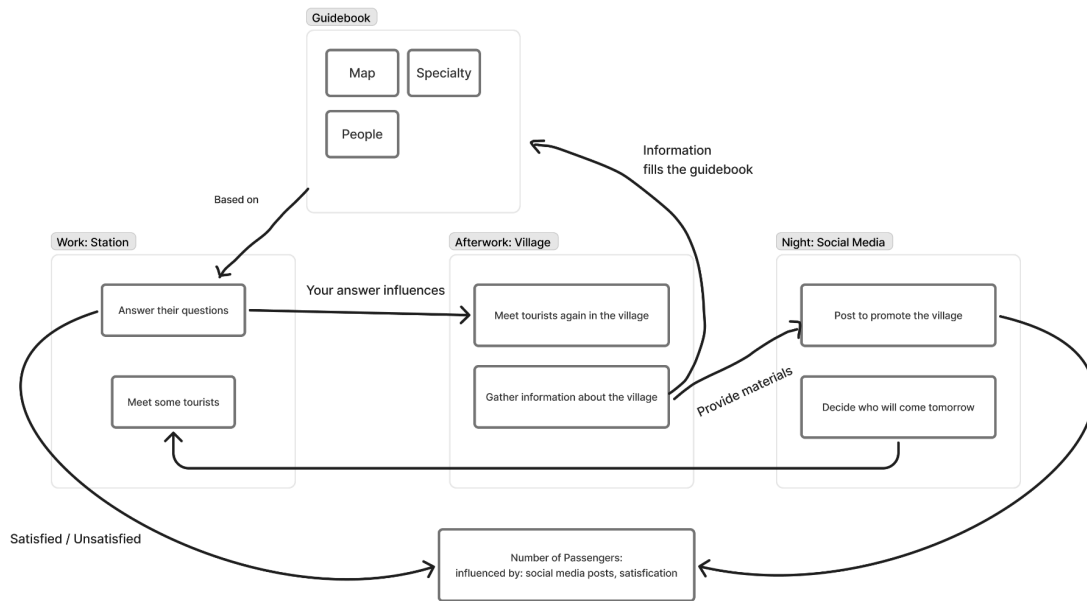 Guidebook
Map
Specialty
People
Information
fills the guidebook
Based on
Work: Station
Afterwork: Village
Night: Social Media
Answer their questions
Your answer influences
Meet tourists again in the village
Post to promote the village
Meet some tourists
Gather information about the village
Provide materials
Decide who will come tomorrow
Satisfied / Unsatisfied
Number of Passengers:
influenced by: social media posts, satisfication